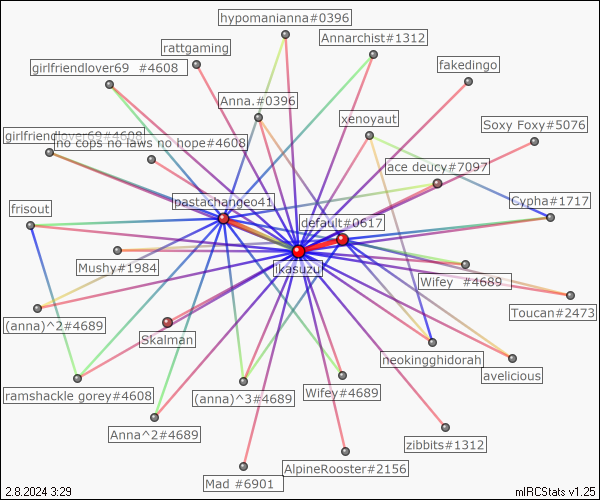 hypomanianna#0396
Annarchist#1312
rattgaming
girlfriendlover69 #4608
fakedingo
Anna.#0396
xenoyaut
Soxy Foxy#5076
girlfriendlover69#4608
no cops no laws no hope#4608
ace deucy#7097
pastachangeo41
Cypha#1717
frisout
default#0617
Mushy#1984
ikasuzu
Wifey #4689
Toucan#2473
(anna)^2#4689
Skalman
neokingghidorah
avelicious
ramshackle gorey#4608
(anna)^3#4689
Wifey#4689
Anna^2#4689
zibbits#1312
AlpineRooster#2156
Mad #6901
2.8.2024 3:29
mIRCStats v1.25